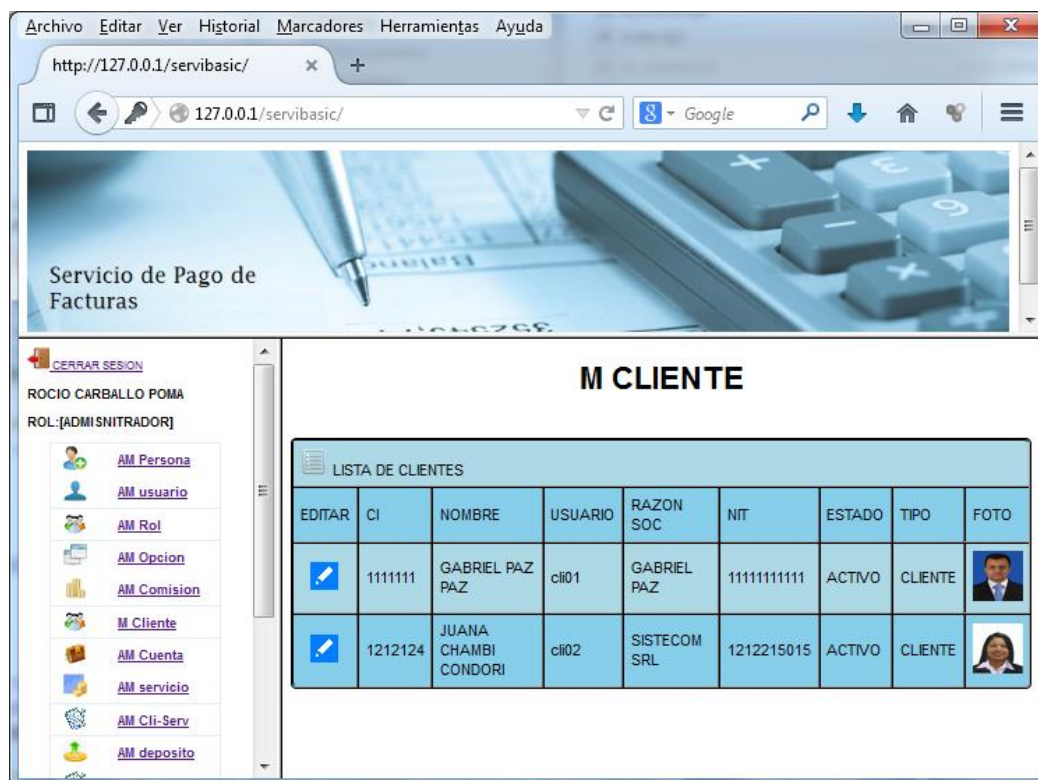 Archivo Editar Ver Historial Marcadores Herramientas Ayuda
http://127.0.0.1/servibasic/
127.0.0.1/servibasic/
Google
Balance
Servicio de Pago de
Facturas
CERRAR SESION
ROCIO CARBALLO POMA
ROL:[ADMISNITRADOR]
AM Persona
AM usuario
AM Rol
AM Opcion
AM Comision
M Cliente
AM Cuenta
AM servicio
AM Cli-Serv
AM deposito
M CLIENTE
LISTA DE CLIENTES
EDITAR CI NOMBRE USUARIO RAZON SOC NIT ESTADO TIPO FOTO
1111111 GABRIEL PAZ PAZ cli01 GABRIEL PAZ 11111111111 ACTIVO CLIENTE
1212124 JUANA CHAMBI CONDORI cli02 SISTECOM SRL 1212215015 ACTIVO CLIENTE